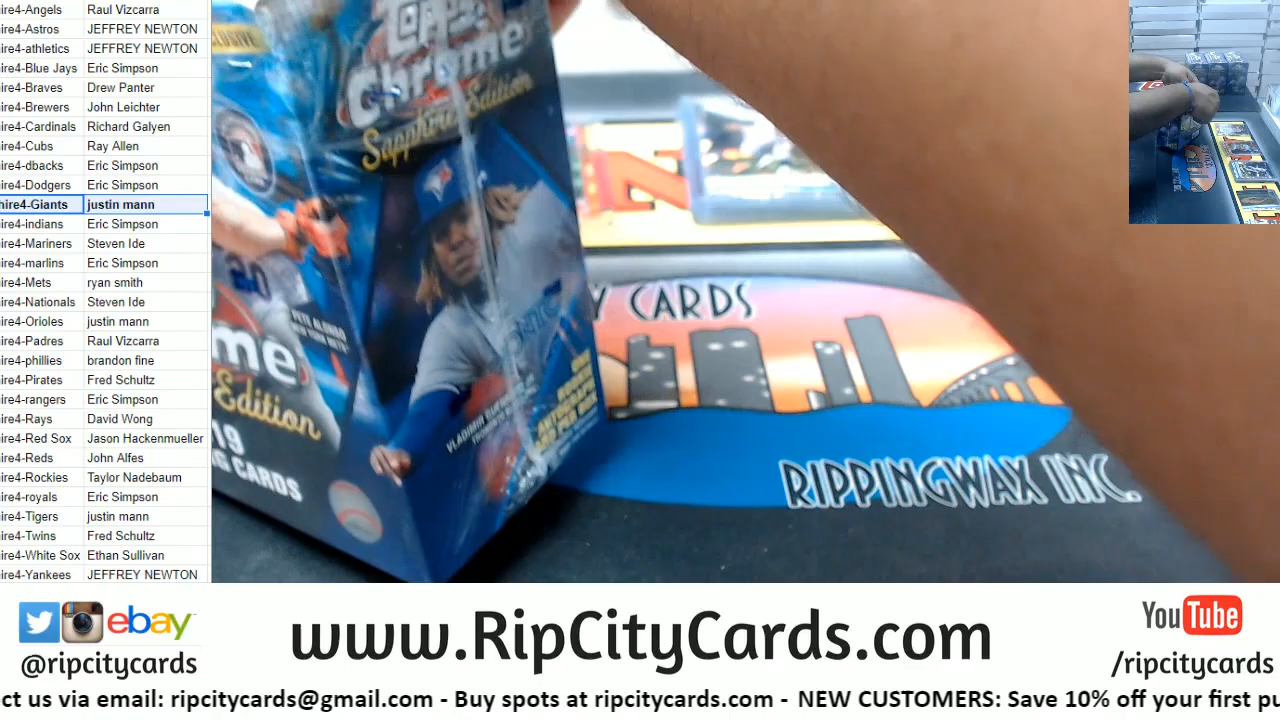 ire4-Angels Raul Vizcarra
ire4-Astros JEFFREY NEWTON
ire4-athletics JEFFREY NEWTON
ire4-Blue Jays Eric Simpson
ire4-Braves Drew Panter
ire4-Brewers John Leichter
ire4-Cardinals Richard Galyen
ire4-Cubs Ray Allen
ire4-dbacks Eric Simpson
ire4-Dodgers Eric Simpson
hire4-Giants justin mann
ire4-indians Eric Simpson
ire4-Mariners Steven Ide
ire4-marlins Eric Simpson
ire4-Mets ryan smith
ire4-Nationals Steven Ide
ire4-Orioles justin mann
ire4-Padres Raul Vizcarra
ire4-phillies brandon fine
ire4-Pirates Fred Schultz
ire4-rangers Eric Simpson
ire4-Rays David Wong
ire4-Red Sox Jason Hackenmueller
ire4-Reds John Alfes
ire4-Rockies Taylor Nadebaum
ire4-royals Eric Simpson
ire4-Tigers justin mann
ire4-Twins Fred Schultz
ire4-White Sox Ethan Sullivan
ire4-Yankees JEFFREY NEWTON
Topps
Chrome
Sapphire Edition
PETE ALONSO
me
Edition
19
G CARDS
VLADIMIR
Y CARDS
RIPPINGWAX INC.
ebay
@ripcitycards
www.RipCityCards.com
YouTube
/ripcitycards
ct us via email: ripcitycards@gmail.com - Buy spots at ripcitycards.com - NEW CUSTOMERS: Save 10% off your first pu